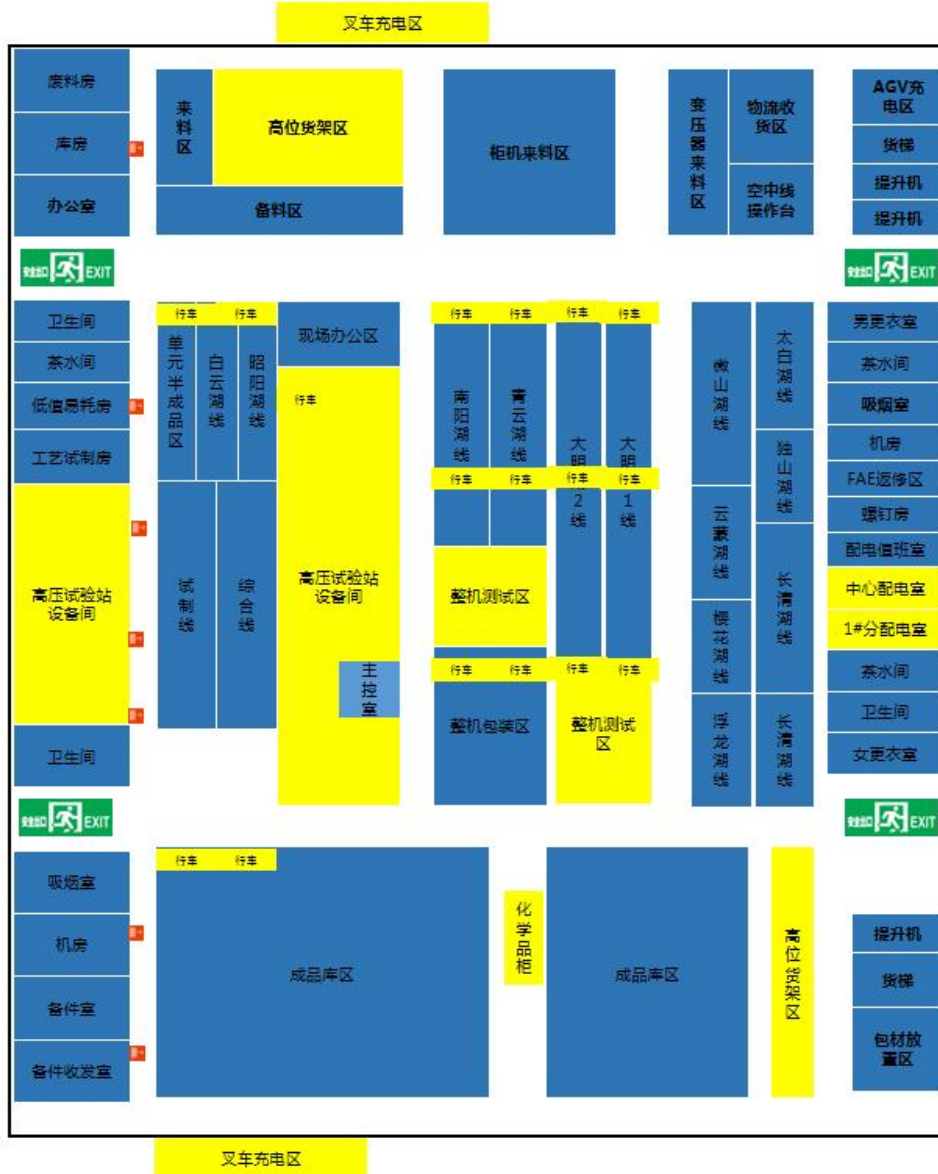 叉车充电区
废料房
库房
办公室
来料区
高位货架区
备料区
柜机来料区
变压器来料区
物流收
货区
空中线
操作台
AGV充
电区
货梯
提升机
提升机
安全出口 EXIT
安全出口 EXIT
卫生间
茶水间
低值易耗房
工艺试制房
高压试验站
设备间
卫生间
行车
行车
单元半成品区
白云湖线
昭阳湖线
试制线
综合线
现场办公区
行车
高压试验站
设备间
主控室
行车
行车
行车
行车
南阳湖线
青云湖线
大明
2线
大明
1线
行车
行车
行车
行车
整机测试区
行车
行车
行车
行车
整机包装区
整机测试
区
微山湖线
云蒙湖线
樱花湖线
浮龙湖线
太白湖线
独山湖线
长清湖线
长清湖线
男更衣室
茶水间
吸烟室
机房
FAE返修区
螺钉房
配电值班室
中心配电室
1#分配电室
茶水间
卫生间
女更衣室
安全出口 EXIT
安全出口 EXIT
吸烟室
机房
备件室
备件收发室
行车
行车
成品库区
化学品柜
成品库区
高位货架区
提升机
货梯
包材放
置区
叉车充电区